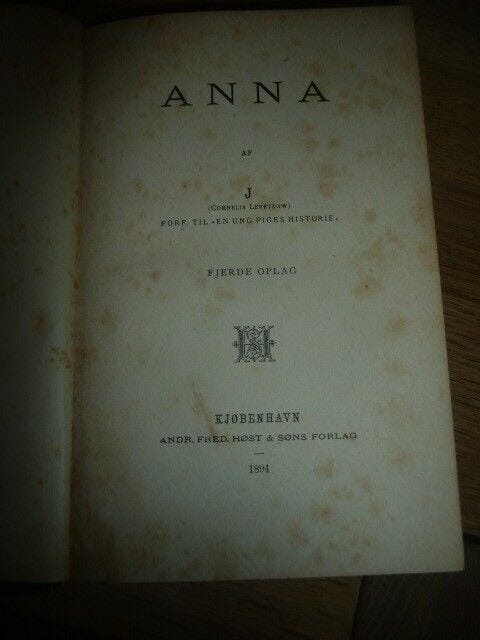 ANNA
AF
J
(CORNELIA LEVETZOW)
FORF. TIL »EN UNG PIGES HISTORIE«
FJERDE OPLAG
H
KJØBENHAVN
ANDR. FRED. HØST & SØNS FORLAG
1894